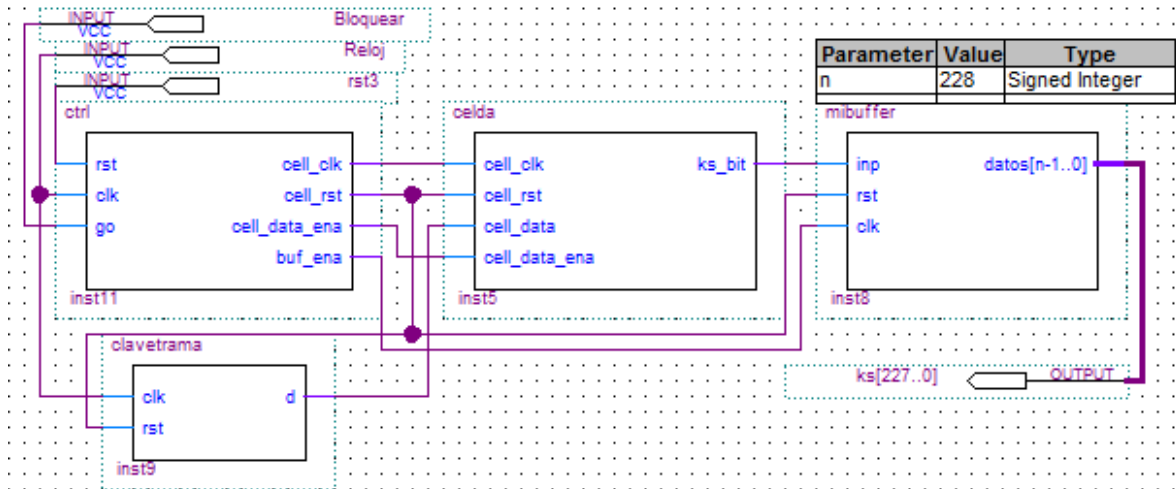 INPUT
VCC
Bloquear
INPUT
VCC
Reloj
INPUT
VCC
rst3
Parameter Value Type
n 228 Signed Integer
ctrl
rst
clk
go
cell_clk
cell_rst
cell_data_ena
buf_ena
inst11
celda
cell_clk
cell_rst
cell_data
cell_data_ena
ks_bit
inst5
mibuffer
inp
rst
clk
datos[n-1..0]
inst8
clavetrama
clk
rst
d
inst9
ks[227..0]
OUTPUT